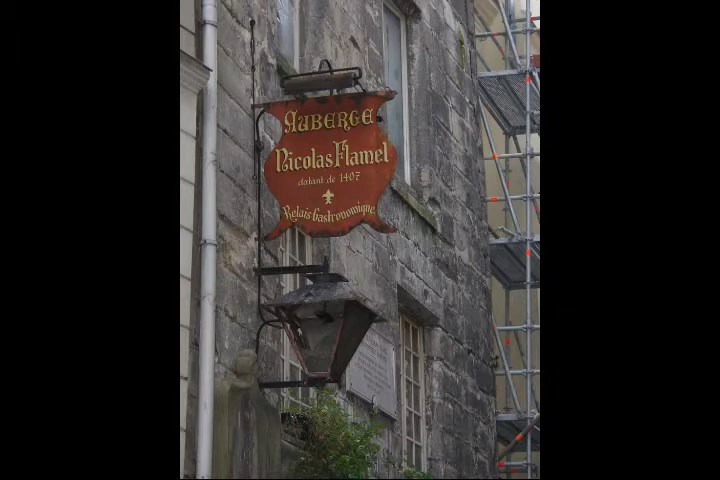 AUBERGE
Nicolas Flamel
datant de 1407
Relais Gastronomique